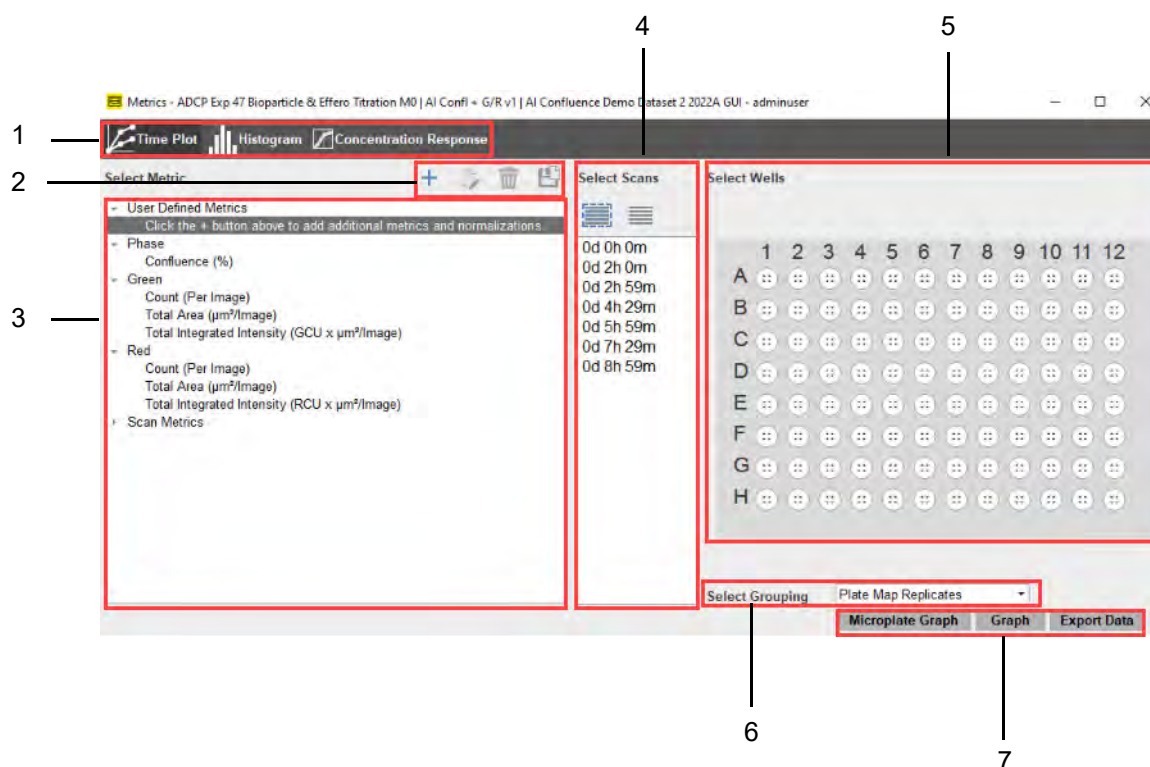 4
5
Metrics - ADCP Exp 47 Bioparticle & Effero Titration M0 | AI Confl + G/R v1 | AI Confluence Demo Dataset 2 2022A GUI - adminuser
1
Time Plot Histogram Concentration Response
2
Select Metric
Select Scans
Select Wells
User Defined Metrics
Click the + button above to add additional metrics and normalizations
Phase
Confluence (%)
Green
Count (Per Image)
Total Area (µm²/Image)
Total Integrated Intensity (GCU x µm²/Image)
Red
Count (Per Image)
Total Area (µm²/Image)
Total Integrated Intensity (RCU x µm²/Image)
Scan Metrics
3
0d 0h 0m
0d 2h 0m
0d 2h 59m
0d 4h 29m
0d 5h 59m
0d 7h 29m
0d 8h 59m
1 2 3 4 5 6 7 8 9 10 11 12
A
B
C
D
E
F
G
H
Select Grouping Plate Map Replicates
Microplate Graph Graph Export Data
6
7